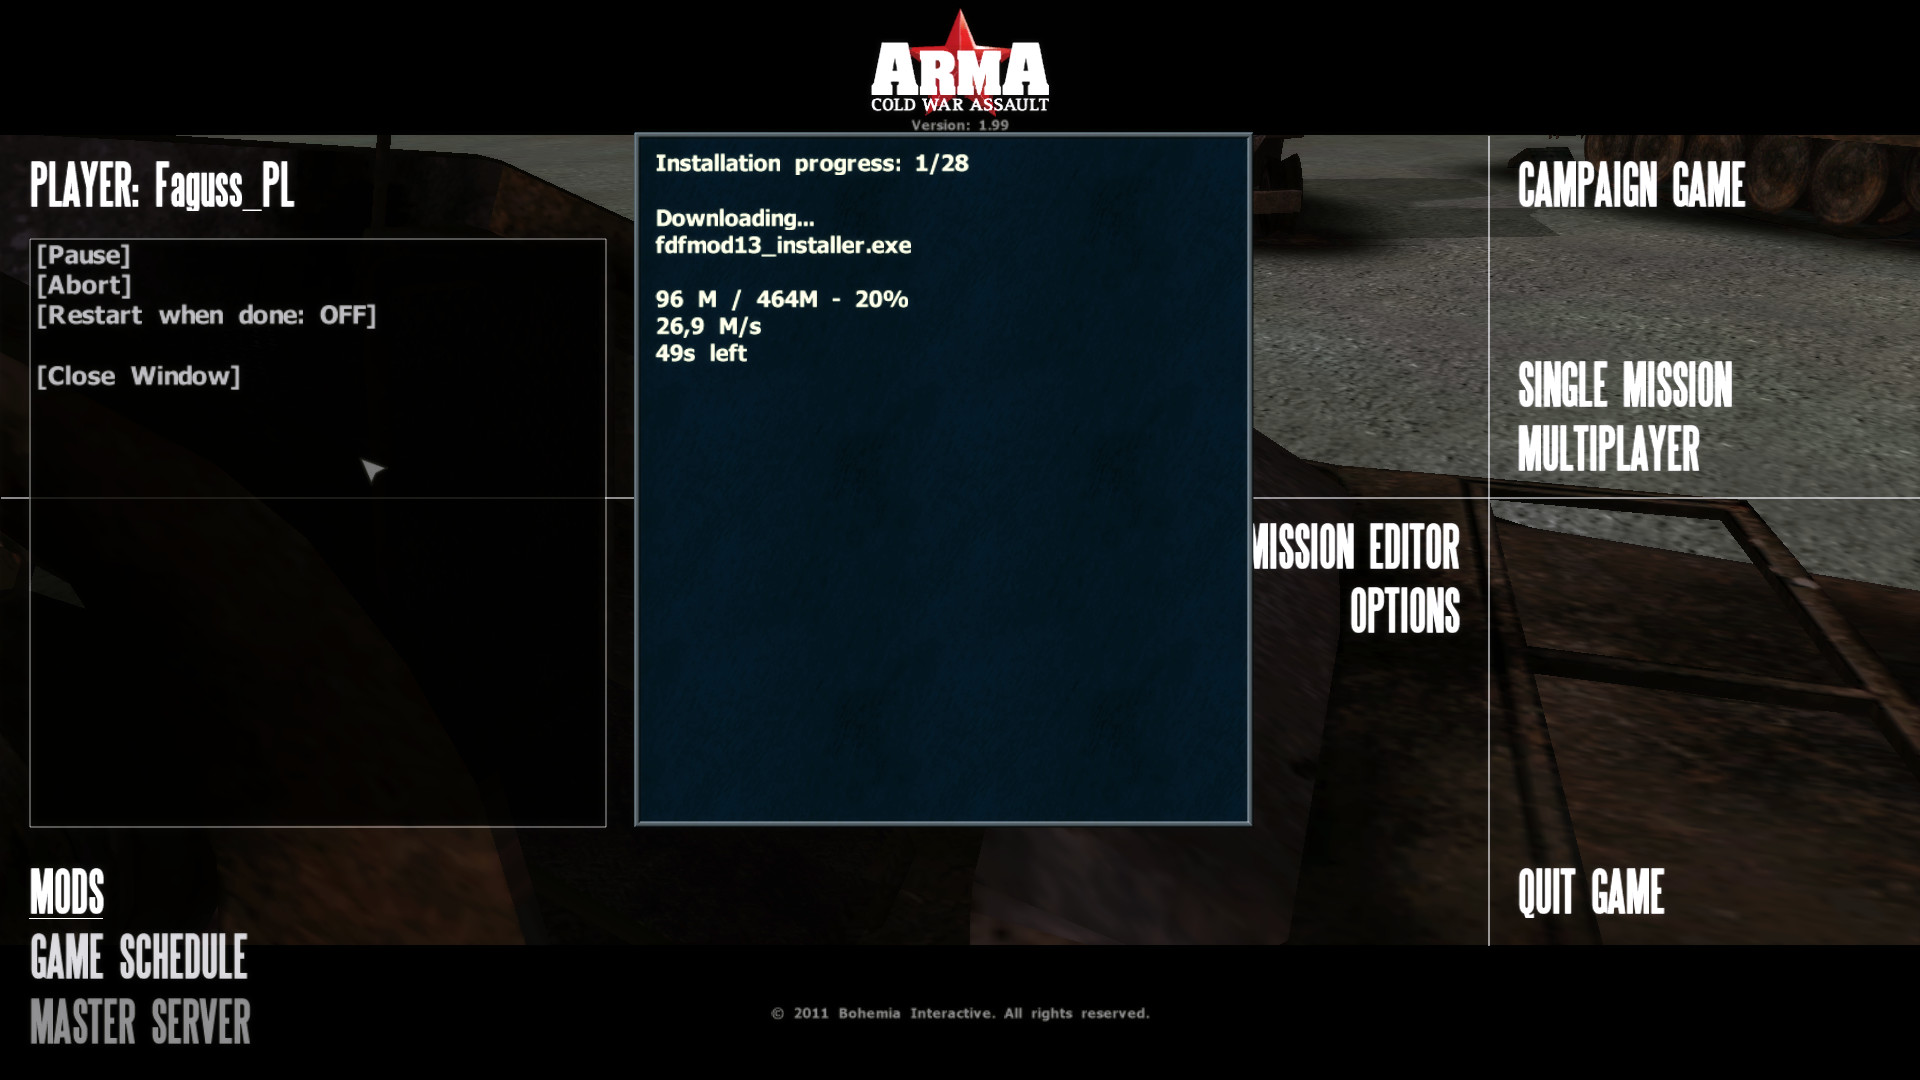 ARMA
COLD WAR ASSAULT
Version: 1.99
PLAYER: Faguss_PL
[Pause]
[Abort]
[Restart when done: OFF]
[Close Window]
Installation progress: 1/28
Downloading...
fdfmod13_installer.exe
96 M / 464M - 20%
26,9 M/s
49s left
CAMPAIGN GAME
SINGLE MISSION
MULTIPLAYER
MISSION EDITOR
OPTIONS
QUIT GAME
MODS
GAME SCHEDULE
MASTER SERVER
© 2011 Bohemia Interactive. All rights reserved.